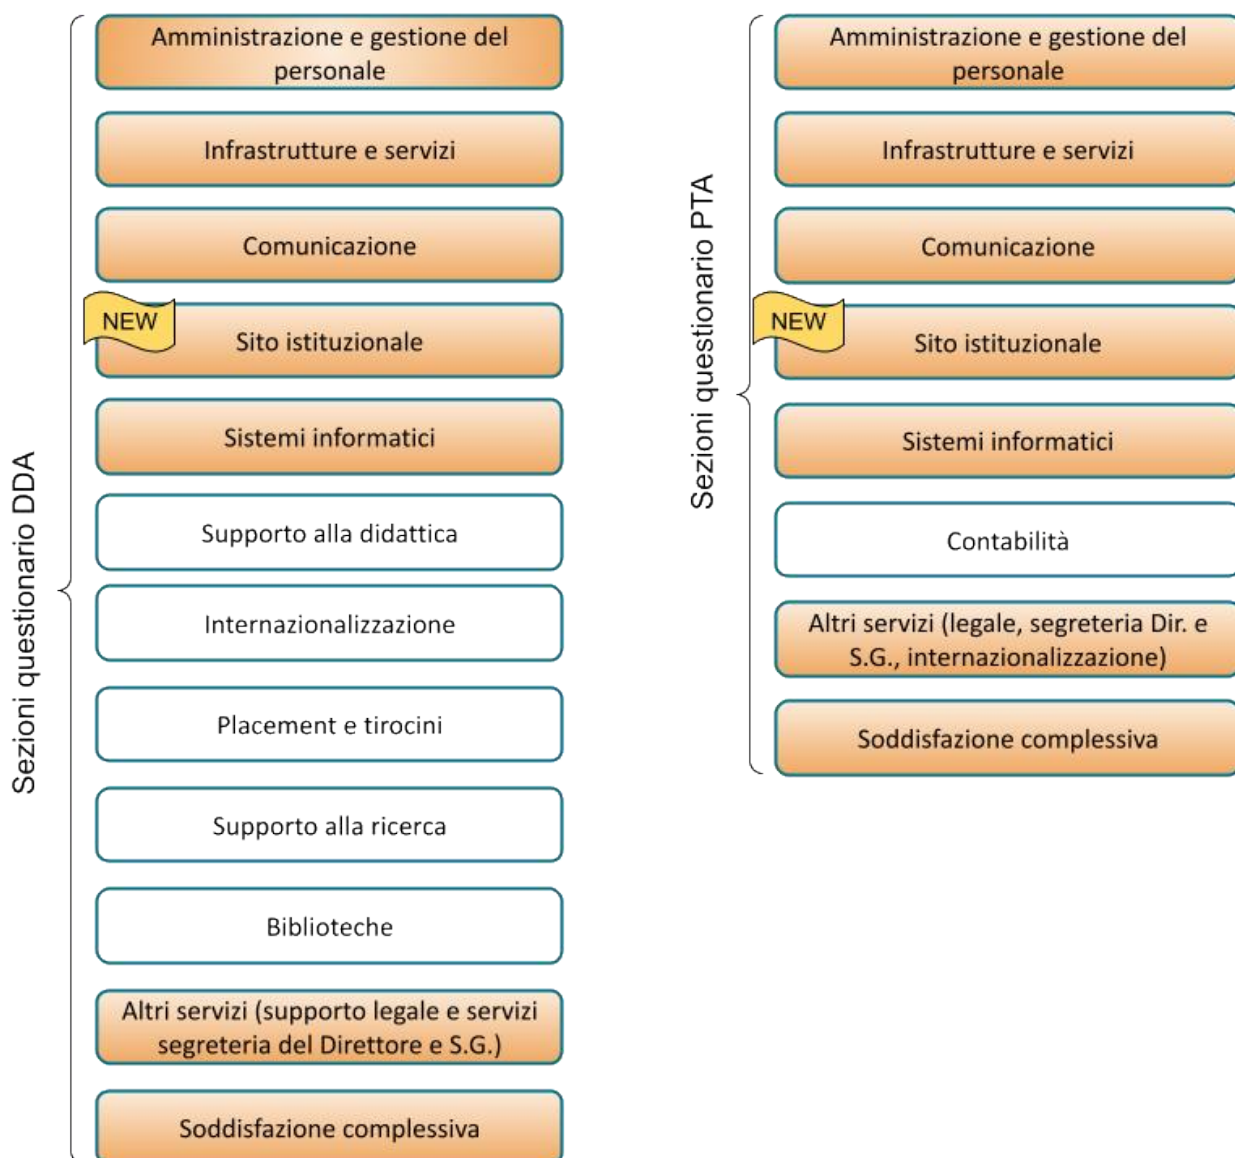 Sezioni questionario DDA
Amministrazione e gestione del
personale
Infrastrutture e servizi
Comunicazione
NEW
Sito istituzionale
Sistemi informatici
Supporto alla didattica
Internazionalizzazione
Placement e tirocini
Supporto alla ricerca
Biblioteche
Altri servizi (supporto legale e servizi
segreteria del Direttore e S.G.)
Soddisfazione complessiva
Sezioni questionario PTA
Amministrazione e gestione del
personale
Infrastrutture e servizi
Comunicazione
NEW
Sito istituzionale
Sistemi informatici
Contabilità
Altri servizi (legale, segreteria Dir. e
S.G., internazionalizzazione)
Soddisfazione complessiva